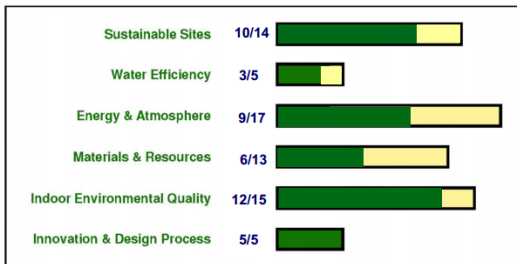 Sustainable Sites 10/14
Water Efficiency 3/5
Energy & Atmosphere 9/17
Materials & Resources 6/13
Indoor Environmental Quality 12/15
Innovation & Design Process 5/5